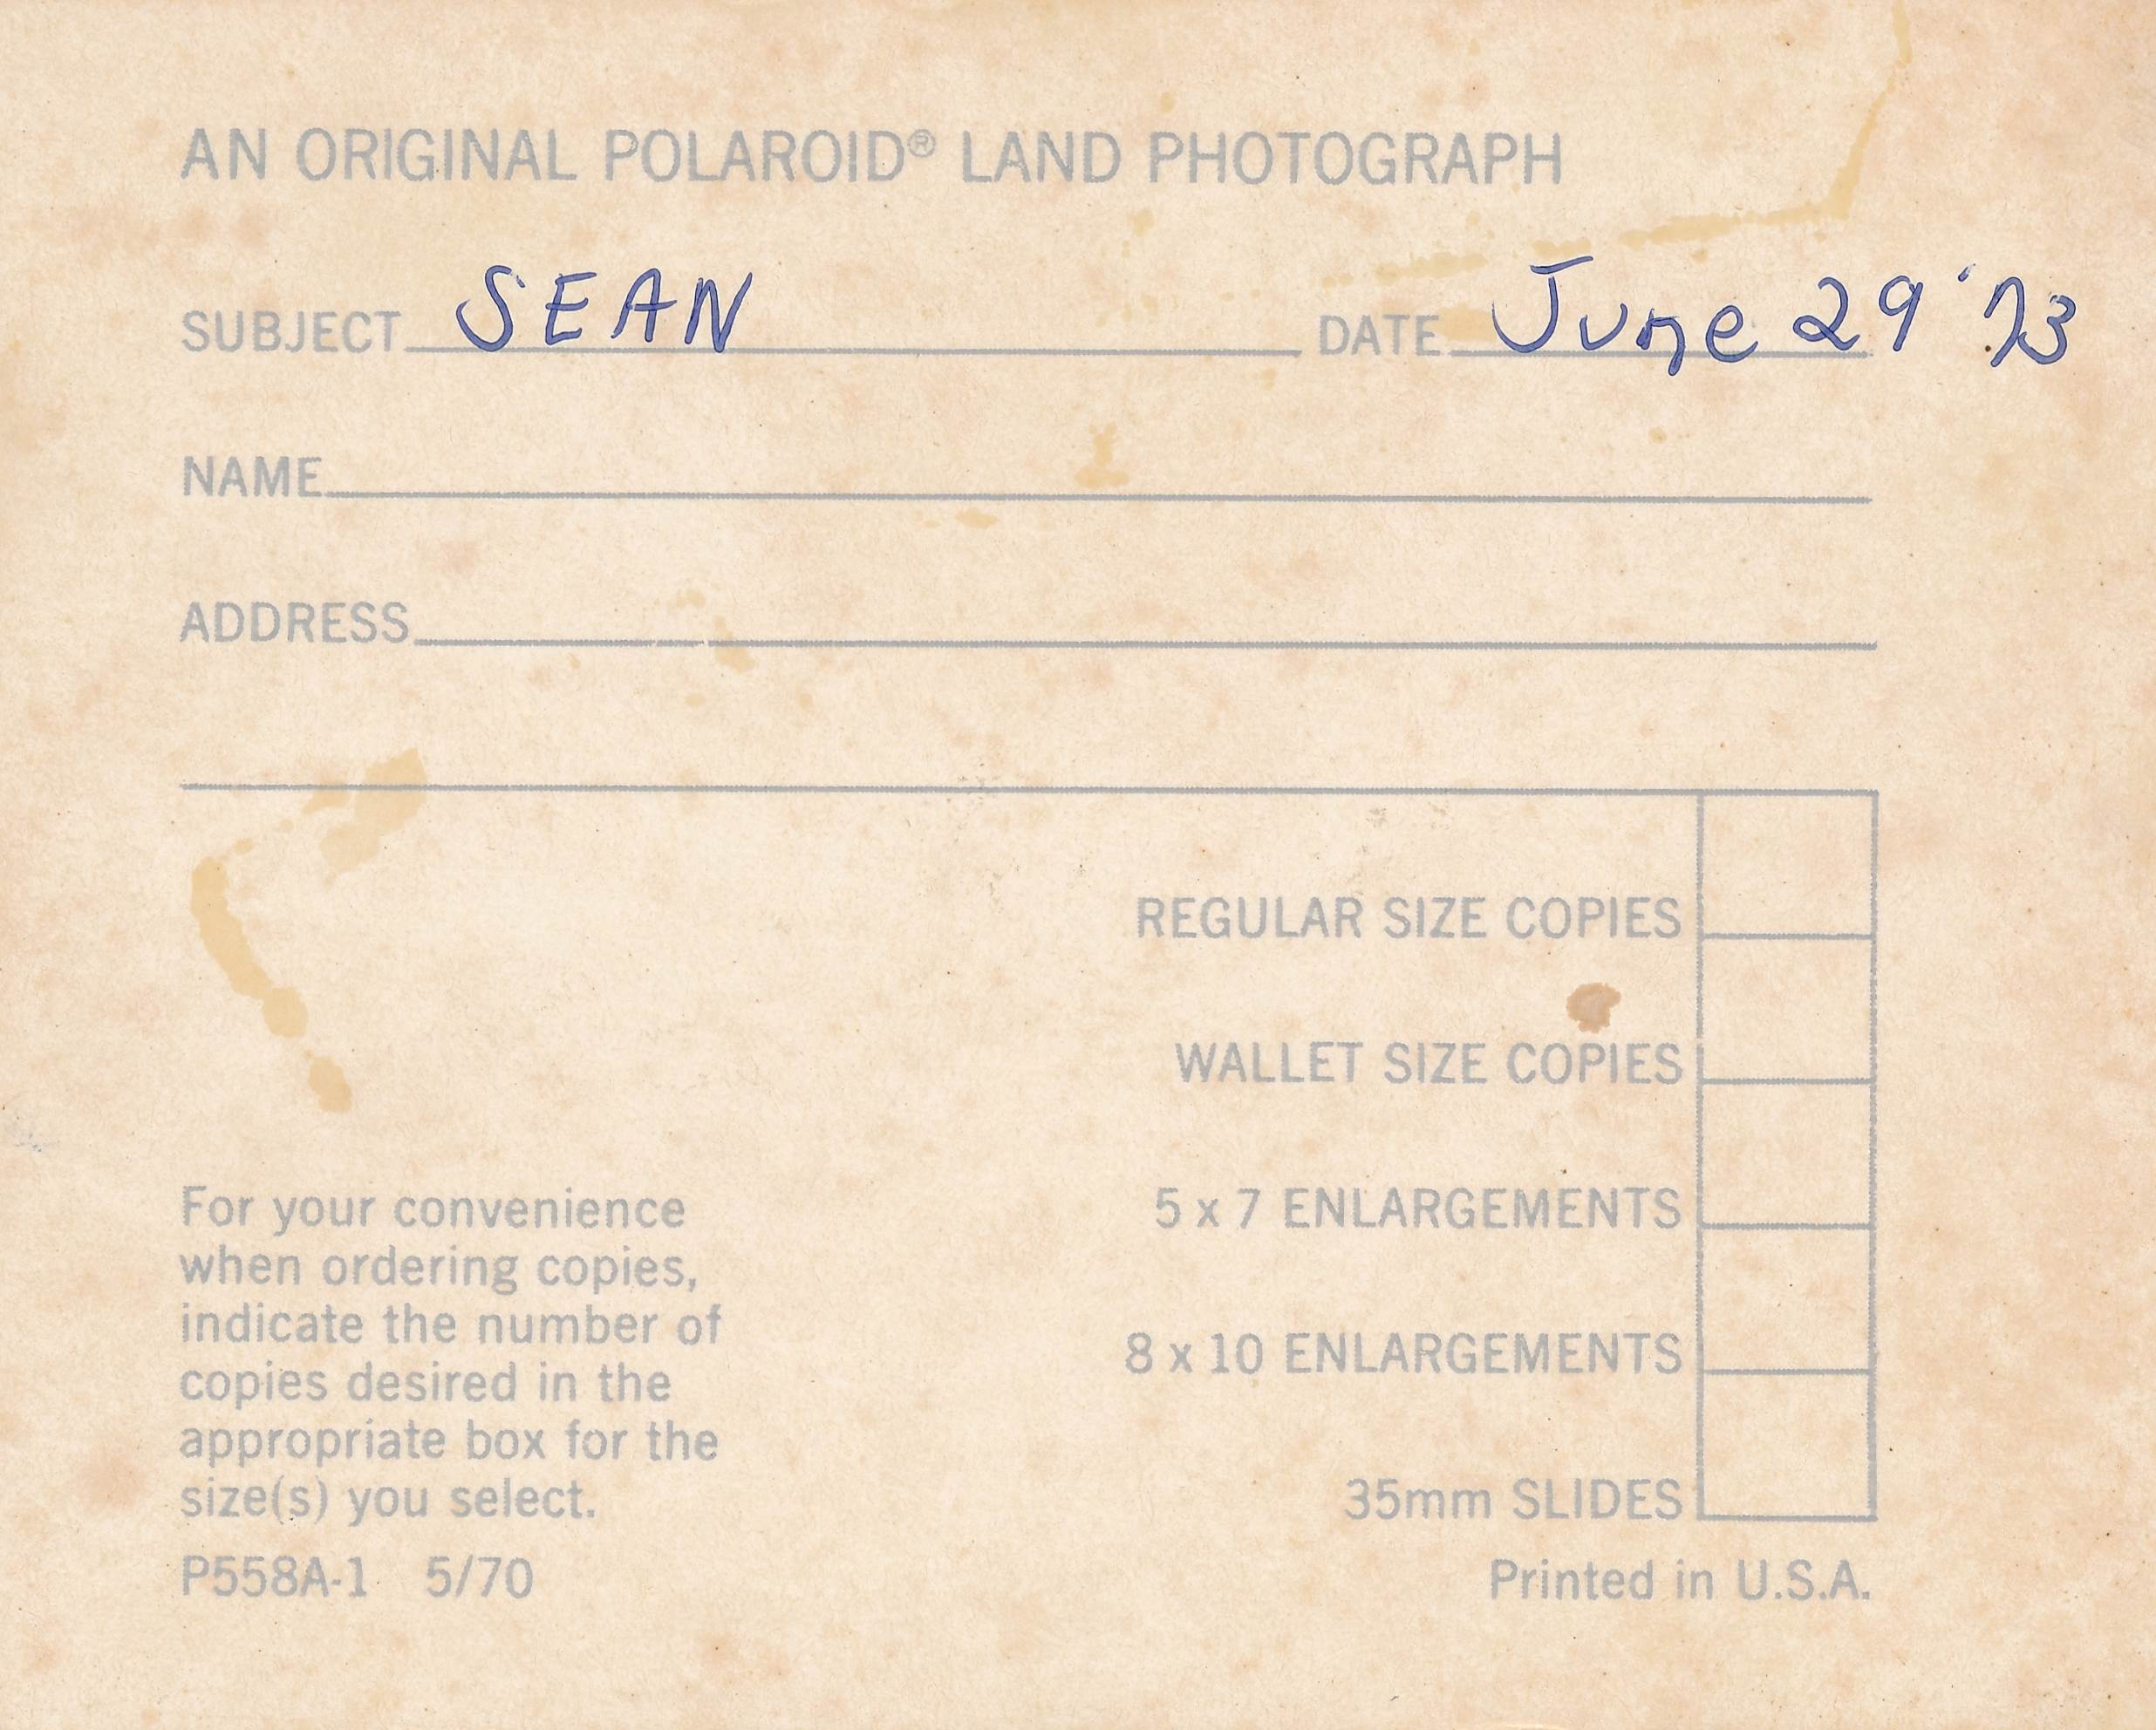 AN ORIGINAL POLAROID® LAND PHOTOGRAPH
SUBJECT SEAN DATE June 29 '73
NAME
ADDRESS
REGULAR SIZE COPIES
WALLET SIZE COPIES
5 x 7 ENLARGEMENTS
8 x 10 ENLARGEMENTS
35mm SLIDES
For your convenience
when ordering copies,
indicate the number of
copies desired in the
appropriate box for the
size(s) you select.
P558A-1 5/70
Printed in U.S.A.